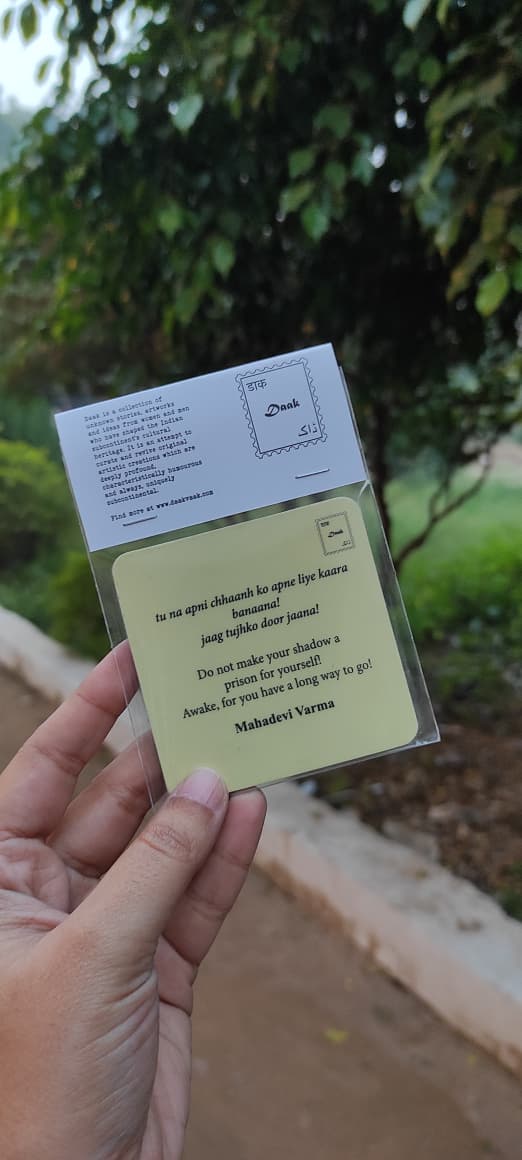 Daak is a collection of
unknown stories, artworks
and ideas from women and men
who have shaped the Indian
subcontinent's cultural
heritage. It is an attempt to
curate and revive original
artistic creations which are
deeply profound,
characteristically humourous
and always, uniquely
subcontinental.
Find more at www.daakvaak.com
डाक
Daak
ڈاک
डाक
Daak
ڈاک
tu na apni chhaanh ko apne liye kaara
banaana!
jaag tujhko door jaana!
Do not make your shadow a
prison for yourself!
Awake, for you have a long way to go!
Mahadevi Varma